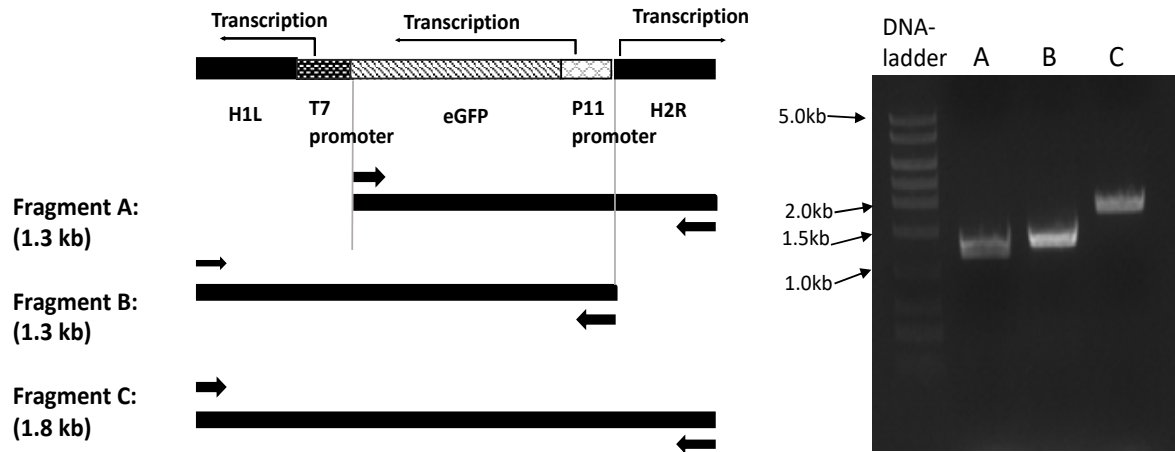 Transcription
Transcription
Transcription
H1L
T7
promoter
eGFP
P11
promoter
H2R
Fragment A:
(1.3 kb)
Fragment B:
(1.3 kb)
Fragment C:
(1.8 kb)
DNA-
ladder
A
B
C
5.0kb
2.0kb
1.5kb
1.0kb